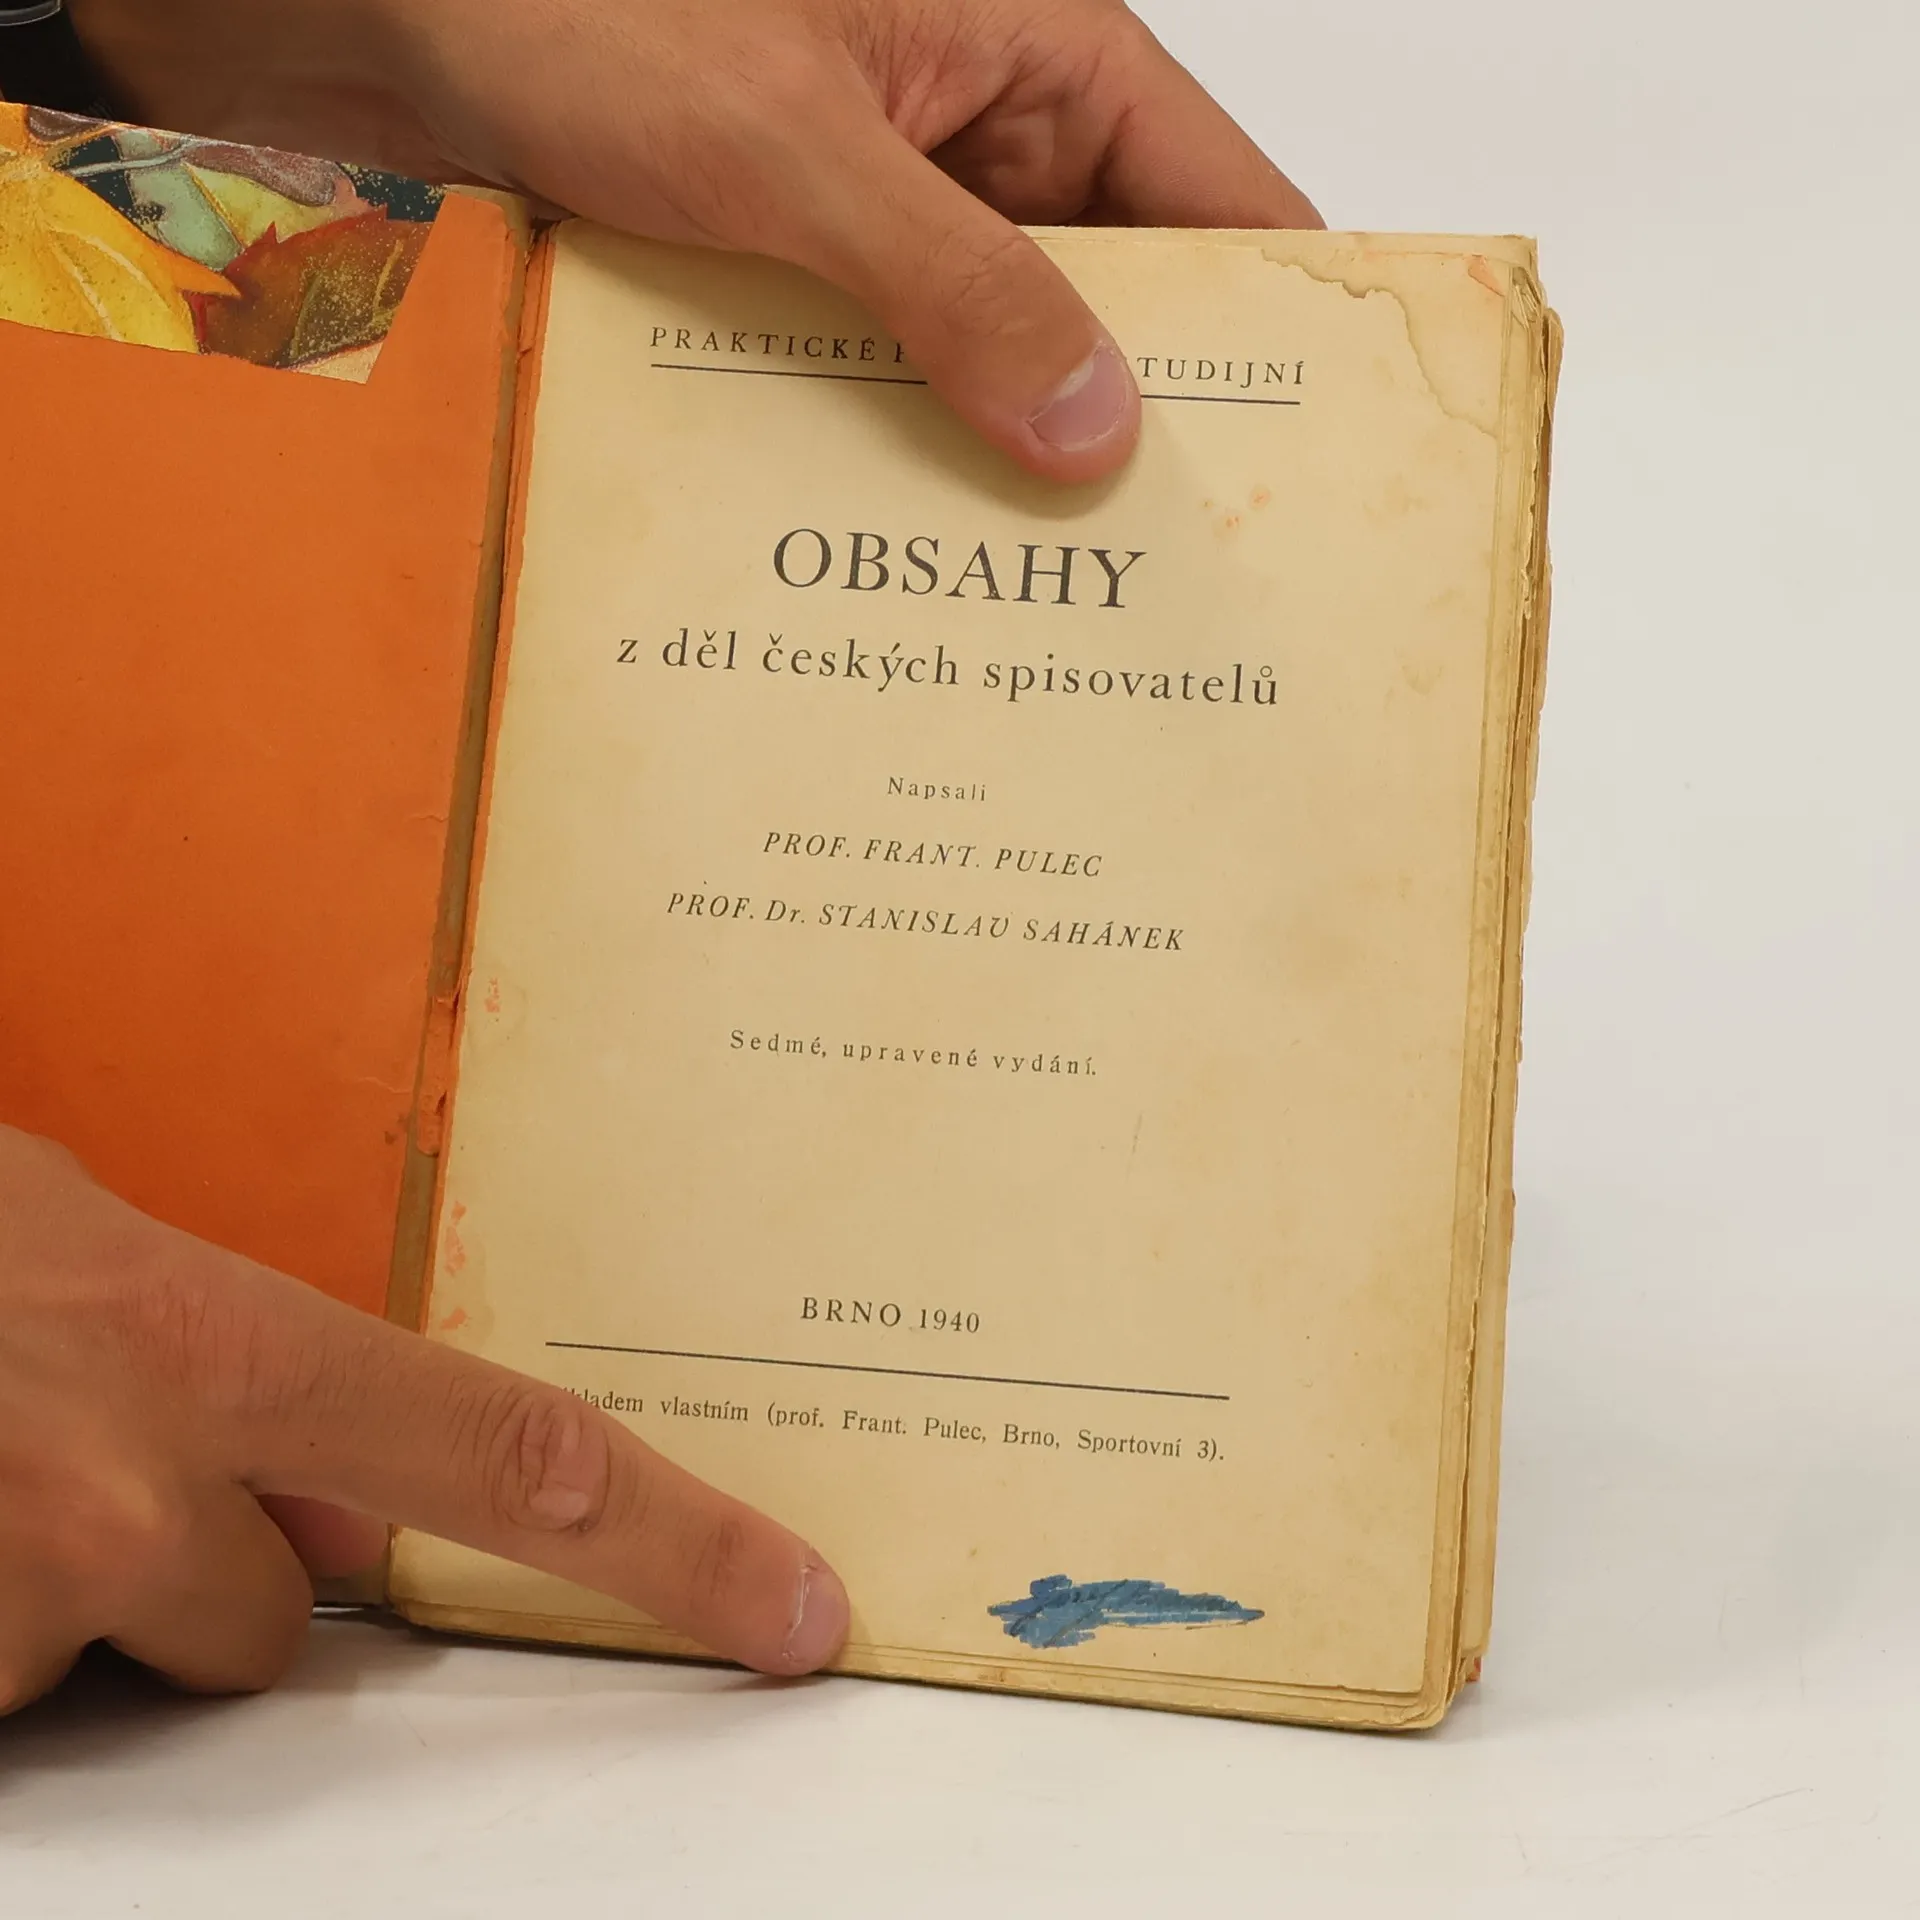 PRAKTICKÉ TUDIJNÍ
OBSAHY
z děl českých spisovatelů
Napsali
PROF. FRANT. PULEC
PROF. Dr. STANISLAV SAHÁNEK
Sedmé, upravené vydání.
BRNO 1940
kladem vlastním (prof. Frant. Pulec, Brno, Sportovní 3).